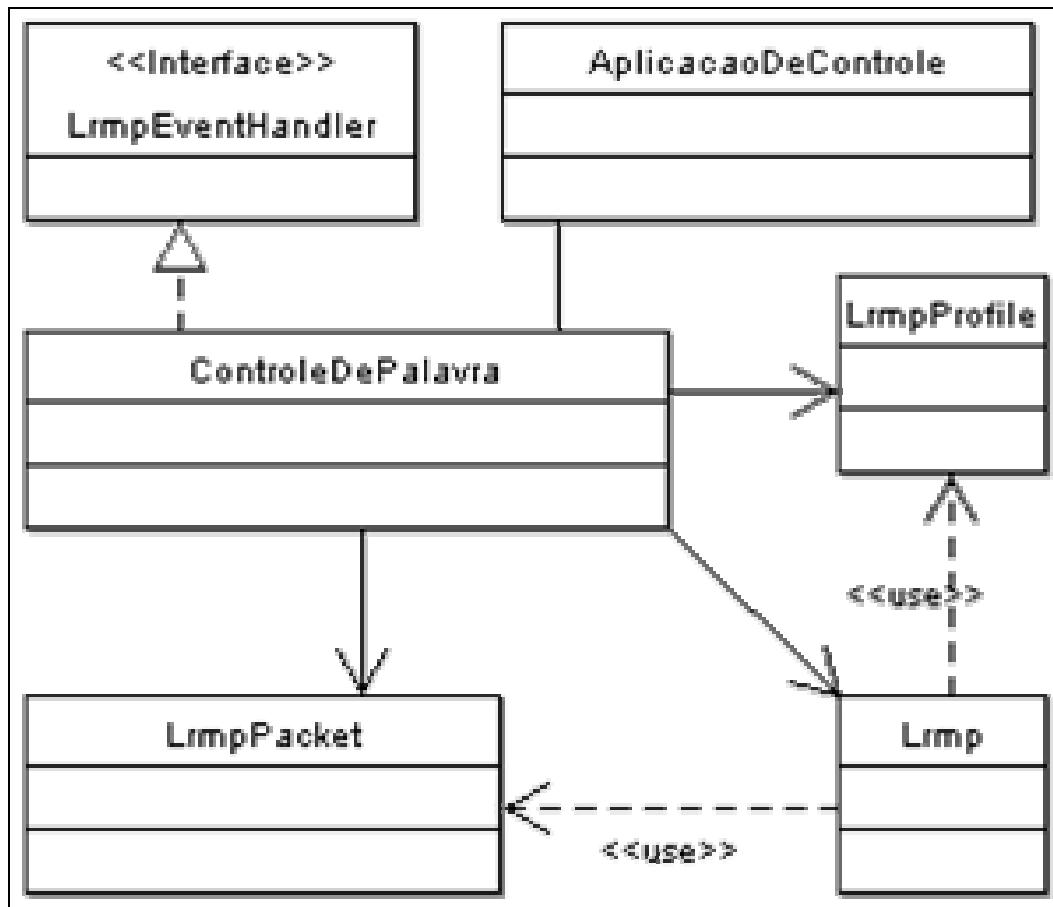 <<Interface>>
LrmpEventHandler
AplicacaoDeControle
LrmpProfile
ControleDePalavra
<<use>>
LrmpPacket
Lrmp
<<use>>